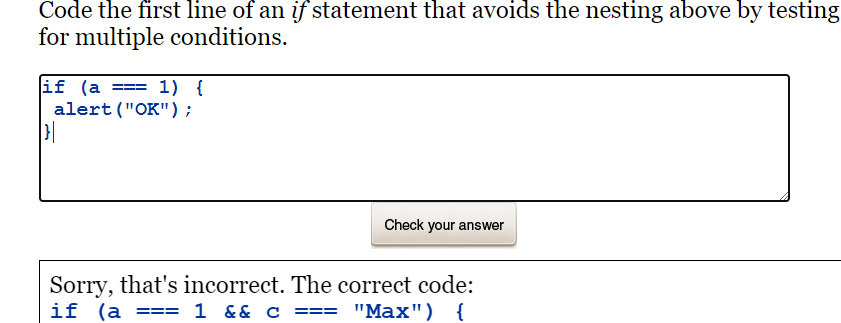 Code the first line of an if statement that avoids the nesting above by testing
for multiple conditions.
if (a === 1) {
 alert("OK");
}
Check your answer
Sorry, that's incorrect. The correct code:
if (a === 1 && c === "Max") {